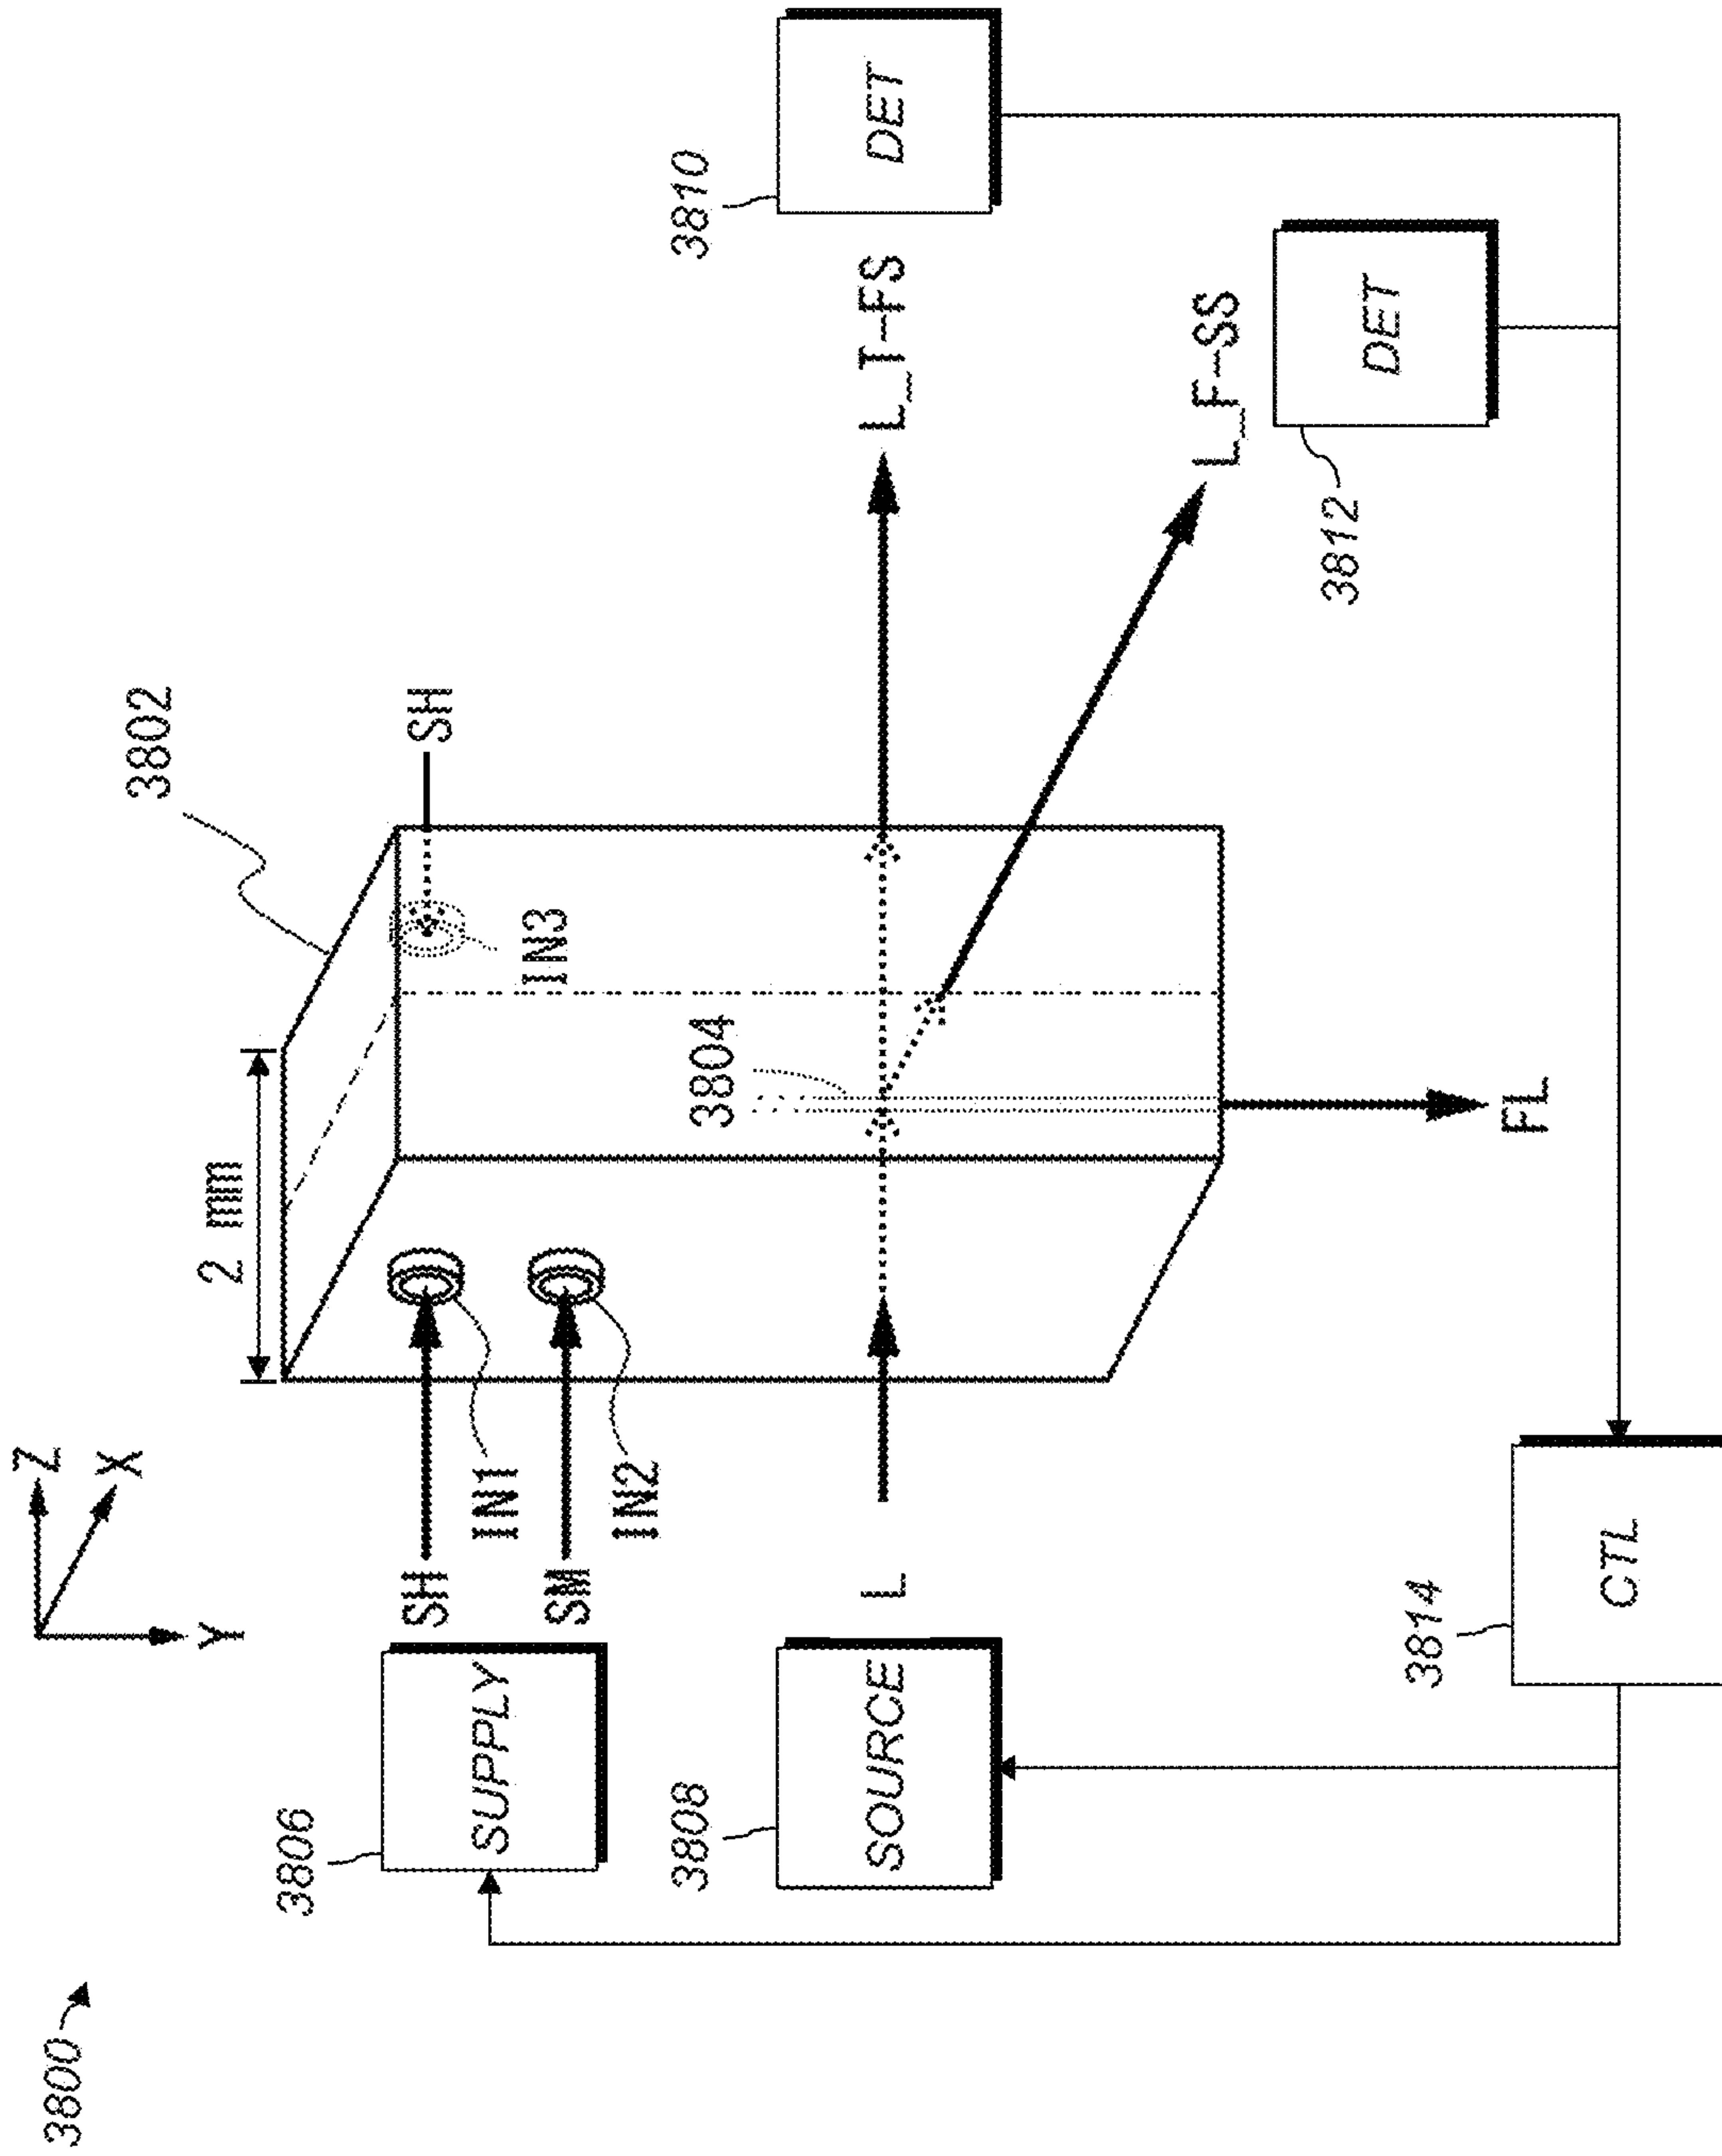 3800
Z
X
Y
3802
2 mm
3806
SUPPLY
SH
SH
IN1
IN3
SM
IN2
3808
3804
3810
SOURCE
L
L_T-FS
DET
L_F-SS
3812
DET
FL
3814
CTL